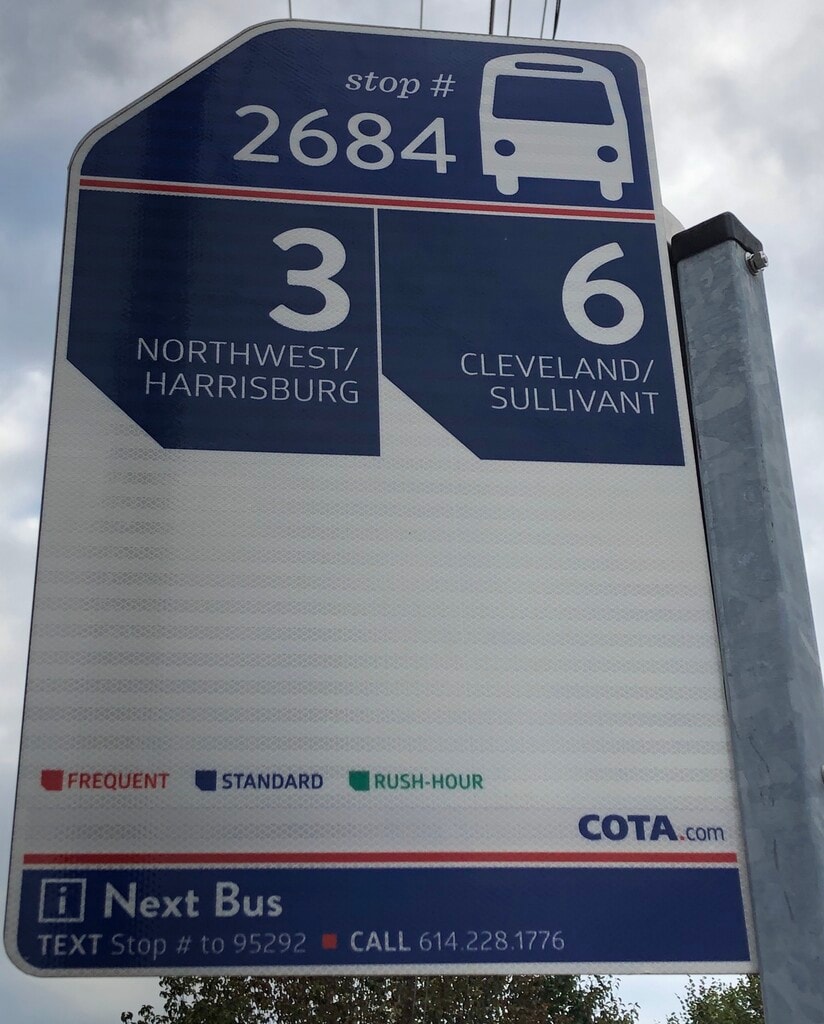 stop #
2684
3
NORTHWEST/
HARRISBURG
6
CLEVELAND/
SULLIVANT
FREQUENT STANDARD RUSH-HOUR
COTA.com
i Next Bus
TEXT Stop # to 95292 ■ CALL 614.228.1776